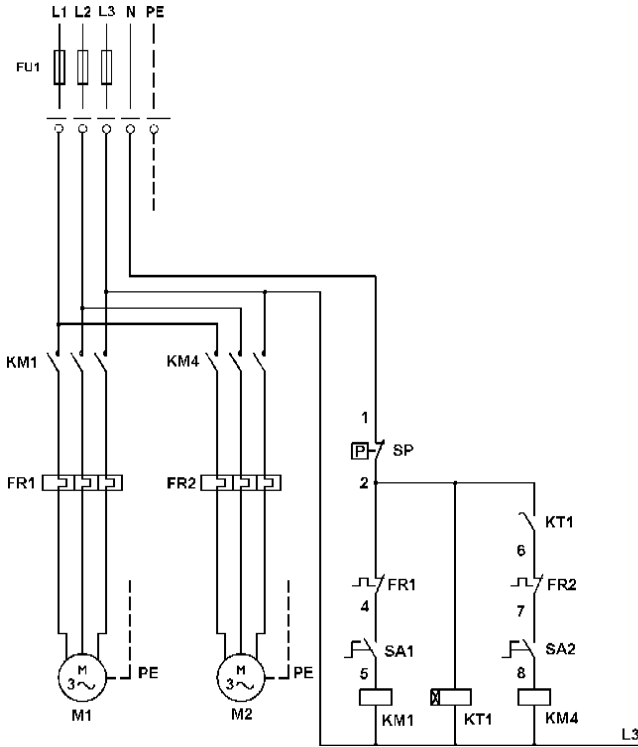 L1 L2 L3 N PE
FU1
KM1 KM4
1
P SP
FR1 FR2 2
KT1
6
FR1 FR2
4 7
SA1 SA2
PE PE 5 8
M 3 M 3
KM1 KT1 KM4
M1 M2
L3